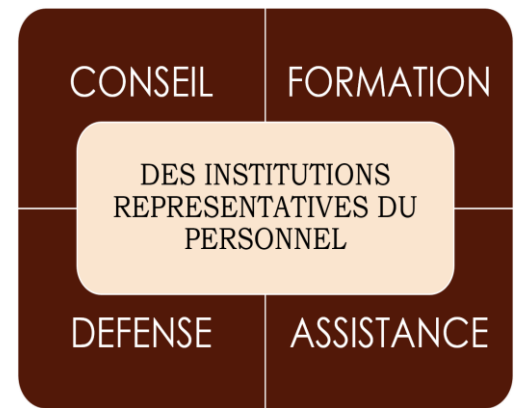 CONSEIL
FORMATION
DES INSTITUTIONS
REPRESENTATIVES DU
PERSONNEL
DEFENSE
ASSISTANCE